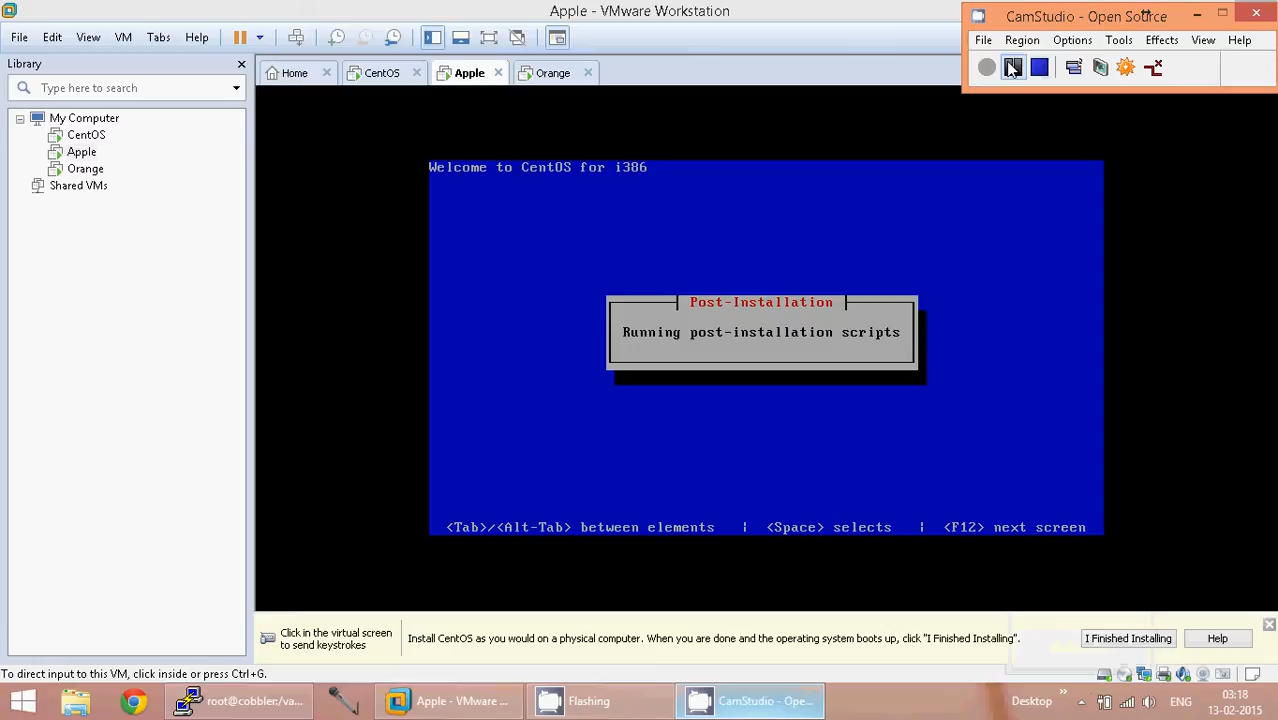 Apple - VMware Workstation
CamStudio - Open Source
File Edit View VM Tabs Help
File Region Options Tools Effects View Help
Library
Home
CentOS
Apple
Orange
Type here to search
My Computer
CentOS
Apple
Orange
Shared VMs
Welcome to CentOS for i386
Post-Installation
Running post-installation scripts
<Tab>/<Alt-Tab> between elements | <Space> selects | <F12> next screen
Click in the virtual screen
to send keystrokes
Install CentOS as you would on a physical computer. When you are done and the operating system boots up, click "I Finished Installing".
I Finished Installing
Help
To direct input to this VM, click inside or press Ctrl+G.
root@cobbler:/va...
Apple - VMware ...
Flashing
CamStudio - Ope...
Desktop
ENG
03:18
13-02-2015